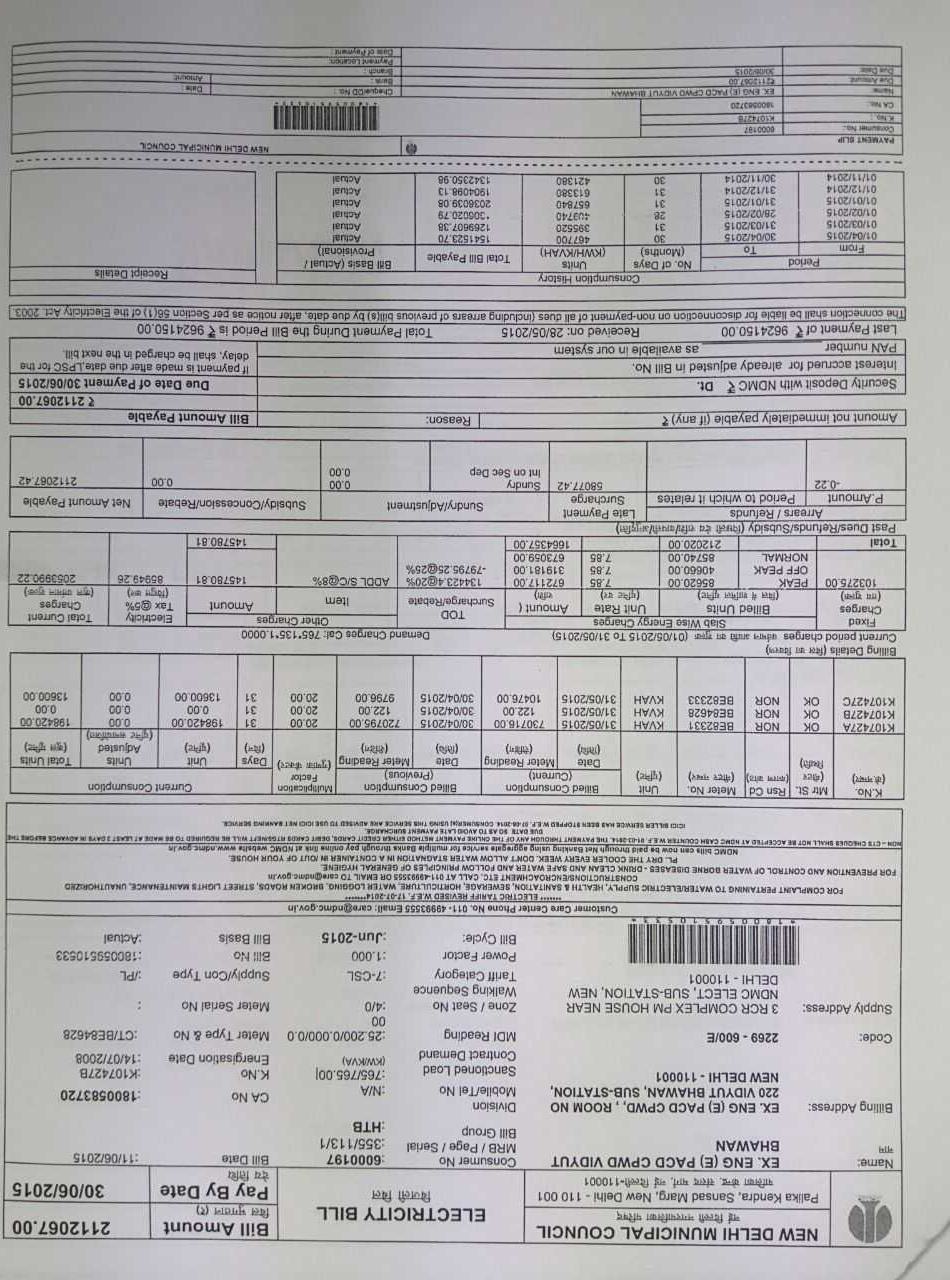 NEW DELHI MUNICIPAL COUNCIL
नई दिल्ली नगरपालिका परिषद
Palika Kendra, Sansad Marg, New Delhi - 110 001
पालिका केन्द्र, संसद मार्ग, नई दिल्ली-110001
ELECTRICITY BILL
बिजली बिल
Bill Amount 2112067.00
बिल भुगतान (₹)
Pay By Date 30/06/2015
देय तिथि
Name: EX. ENG (E) PACD CPWD VIDYUT
नाम BHAWAN
Billing Address: EX. ENG (E) PACD CPWD, , ROOM NO
220 VIDYUT BHAWAN, SUB-STATION,
NEW DELHI - 110001
Code: 2269 - 600/E
Supply Address: 3 RCR COMPLEX PM HOUSE NEAR
NDMC ELECT, SUB-STATION, NEW
DELHI - 110001
*180059510533*
Consumer No :6000197
MRB / Page / Serial :355/113/1
Bill Group :HTB
Division
Mobile/Tel No :N/A
Sanctioned Load :765/765.00|
Contract Demand (KW/KVA)
MDI Reading :25.200/0.000/0.0
00
Zone / Seat No :4/0
Walking Sequence
Tariff Category :7-CSL
Power Factor :1.000
Bill Cycle: :Jun-2015
Bill Date :11/06/2015
CA No :1800583720
K.No :K107427B
Energisation Date :14/07/2008
Meter Type & No :CT/BE84628
Meter Serial No :
Supply/Con Type :/PL
Bill No :180059510533
Bill Basis :Actual
Customer Care Center Phone No. 011- 49993555 Email: care@ndmc.gov.in
****** ELECTRIC TARIFF REVISED W.E.F. 17-07-2014******
FOR COMPLAINT PERTAINING TO WATER/ELECTRIC SUPPLY, HEALTH & SANITATION, SEWERAGE, HORTICULTURE, WATER LOGGING, BROKEN ROADS, STREET LIGHTS MAINTENANCE, UNAUTHORIZED
CONSTRUCTION/ENCROACHMENT ETC. CALL AT 01149993555 OR EMAIL TO care@ndmc.gov.in
FOR PREVENTION AND CONTROL OF WATER BORNE DISEASES - DRINK CLEAN AND SAFE WATER AND FOLLOW PRINCIPLES OF GENERAL HYGIENE.
PL. DRY THE COOLER EVERY WEEK. DON'T ALLOW WATER STAGNATION IN A CONTAINER IN /OUT OF YOUR HOUSE.
NDMC bills can now be paid through Net Banking using aggregate service for multiple Banks through pay online link at NDMC website www.ndmc.gov.in
NON - CTS CHEQUES SHALL NOT BE ACCEPTED AT NDMC CASH COUNTER W.E.F. 01-03-2014. THE PAYMENT THROUGH ANY OF THE ONLINE PAYMENT METHOD EITHER CREDIT CARDS, DEBIT CARDS RTGS/NEFT WILL BE REQUIRED TO BE MADE AT LEAST 2 DAYS IN ADVANCE BEFORE THE
DUE DATE SO AS TO AVOID LATE PAYMENT SURCHARGE.
ICICI BILLER SERVICE HAS BEEN STOPPED W.E.F. 07-08-2014. CONSUMER(s) USING THIS SERVICE ARE ADVISED TO USE ICICI NET BANKING SERVICE.
K.No. Mtr St. Rsn Cd Meter No. Unit Billed Consumption (Current) Billed Consumption (Previous) Multiplication Factor Current Consumption
Date Meter Reading Date Meter Reading Days Unit Units Adjusted Total Units
K107427A OK NOR BE82331 KVAH 31/05/2015 730716.00 30/04/2015 720795.00 20.00 31 198420.00 0.00 198420.00
K107427B OK NOR BE84628 KVAH 31/05/2015 122.00 30/04/2015 122.00 20.00 31 0.00 0.00 0.00
K107427C OK NOR BE82333 KVAH 31/05/2015 10476.00 30/04/2015 9796.00 20.00 31 13600.00 0.00 13600.00
Billing Details (बिल का विवरण)
Current period charges वर्तमान अवधि का शुल्क (01/05/2015 To 31/05/2015) Demand Charges Cal: 765*135*1.0000
Fixed Charges Slab Wise Energy Charges TOD Surcharge/Rebate Other Charges Electricity Tax @5% Total Current Charges
Billed Units Unit Rate Amount ( Item Amount
103275.00 PEAK 85620.00 7.85 672117.00 134423.4@20% ADDL S/C@8% 145740.81 85949.26 2053990.22
OFF PEAK 40660.00 7.85 319181.00 -79795.25@25%
NORMAL 85740.00 7.85 673059.00
Total 212020.00 1664357.00 145740.81
Past Dues/Refunds/Subsidy
Arrears / Refunds Late Payment Surcharge Sundry/Adjustment Subsidy/Concession/Rebate Net Amount Payable
P.Amount Period to which it relates
-0.22 58077.42 Sundry 0.00 0.00 2112067.42
Int on Sec Dep 0.00
Amount not immediately payable (if any) ₹ Reason: Bill Amount Payable
₹ 2112067.00
Security Deposit with NDMC ₹ Dt. Due Date of Payment 30/06/2015
Interest accrued for already adjusted in Bill No. If payment is made after due date,LPSC for the
PAN number as available in our system delay, shall be charged in the next bill.
Last Payment of ₹ 9624150.00 Received on: 28/05/2015 Total Payment During the Bill Period is ₹ 9624150.00
The connection shall be liable for disconnection on non-payment of all dues (including arrears of previous bill(s) by due date, after notice as per Section 56(1) of the Electricity Act. 2003.
Consumption History Receipt Details
Period No. of Days (Months) Units (KWH/KVAH) Total Bill Payable Bill Basis (Actual / Provisional)
From To
01/04/2015 30/04/2015 30 467700 1541523.70 Actual
01/03/2015 31/03/2015 31 395520 1269607.38 Actual
01/02/2015 28/02/2015 28 403740 Actual
01/01/2015 31/01/2015 31 657840 2036039.08 Actual
01/12/2014 31/12/2014 31 613380 1904098.13 Actual
01/11/2014 30/11/2014 30 421380 1342350.98 Actual
PAYMENT SLIP NEW DELHI MUNICIPAL COUNCIL
Consumer No.: 6000197
K.No. : K107427B
CA No.: 1800583720
Name: EX. ENG (E) PACD CPWD VIDYUT BHAWAN
Due Amount ₹2112067.00
Due Date: 30/06/2015
Cheque/DD No. : Date :
Bank : Amount:
Branch :
Payment Location:
Date of Payment :